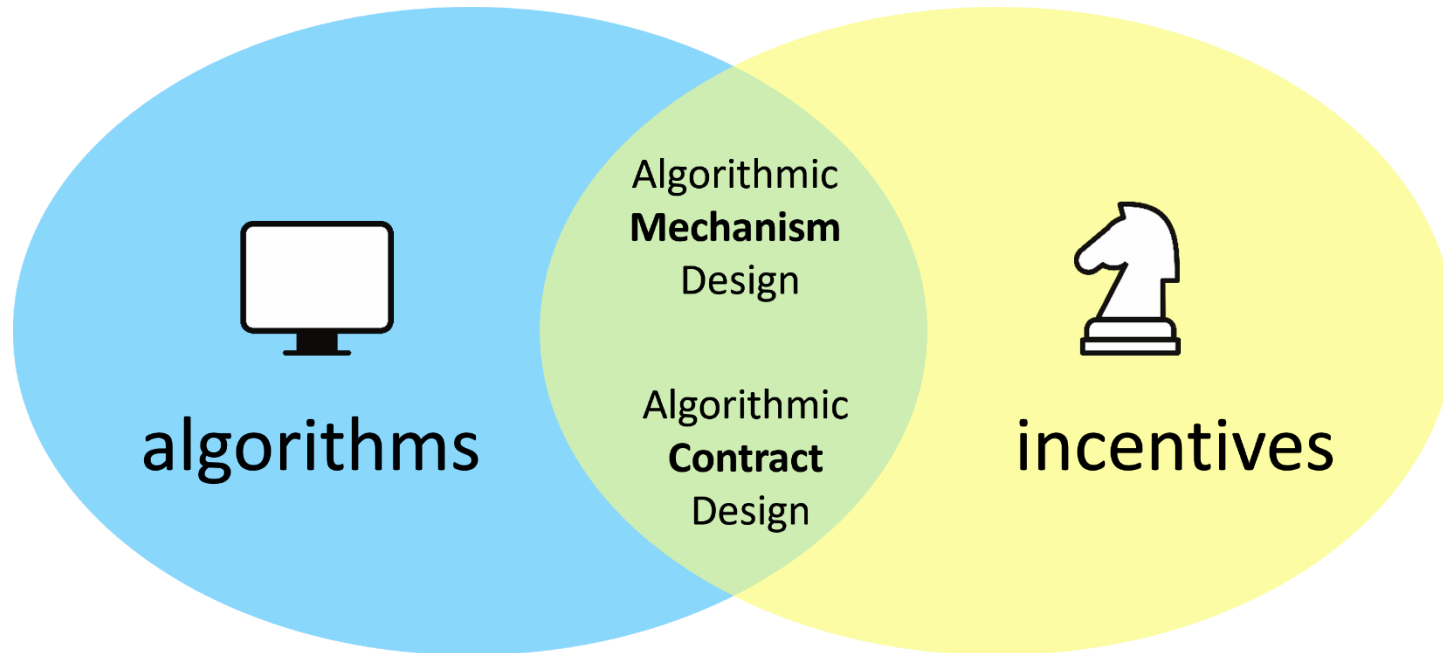 algorithms
Algorithmic
Mechanism
Design
Algorithmic
Contract
Design
incentives